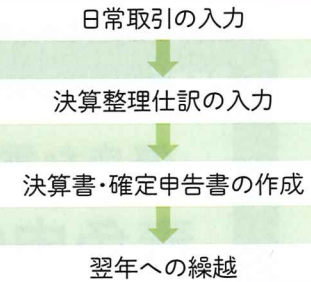 日常取引の入力
決算整理仕訳の入力
決算書・確定申告書の作成
翌年への繰越